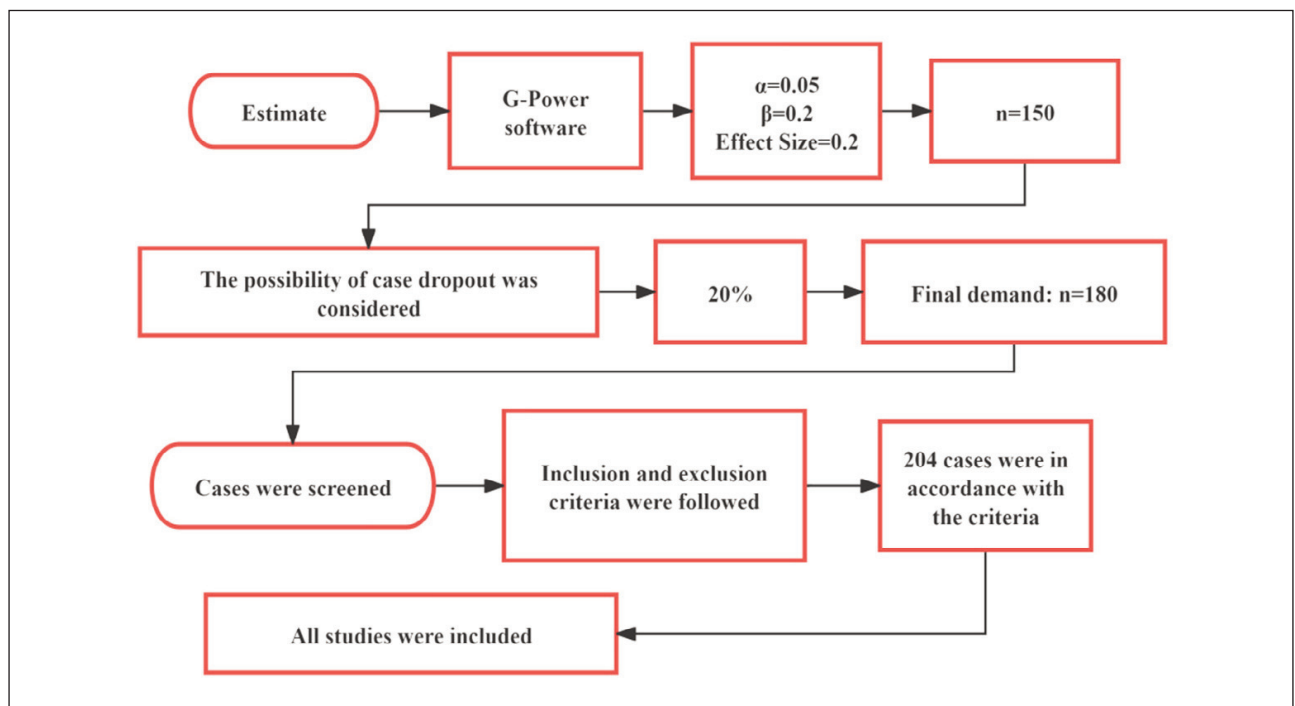 Estimate
G-Power
software
α=0.05
β=0.2
Effect Size=0.2
n=150
The possibility of case dropout was
considered
20%
Final demand: n=180
Cases were screened
Inclusion and exclusion
criteria were followed
204 cases were in
accordance with
the criteria
All studies were included